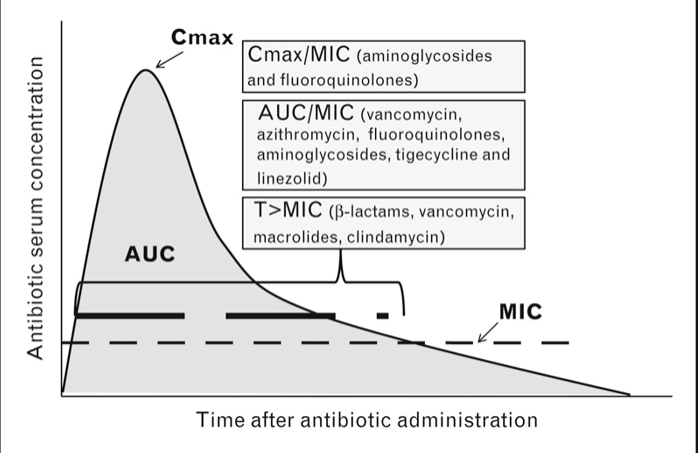 Cmax
Cmax/MIC (aminoglycosides
and fluoroquinolones)
AUC/MIC (vancomycin,
azithromycin, fluoroquinolones,
aminoglycosides, tigecycline and
linezolid)
T>MIC (β-lactams, vancomycin,
macrolides, clindamycin)
AUC
MIC
Antibiotic serum concentration
Time after antibiotic administration